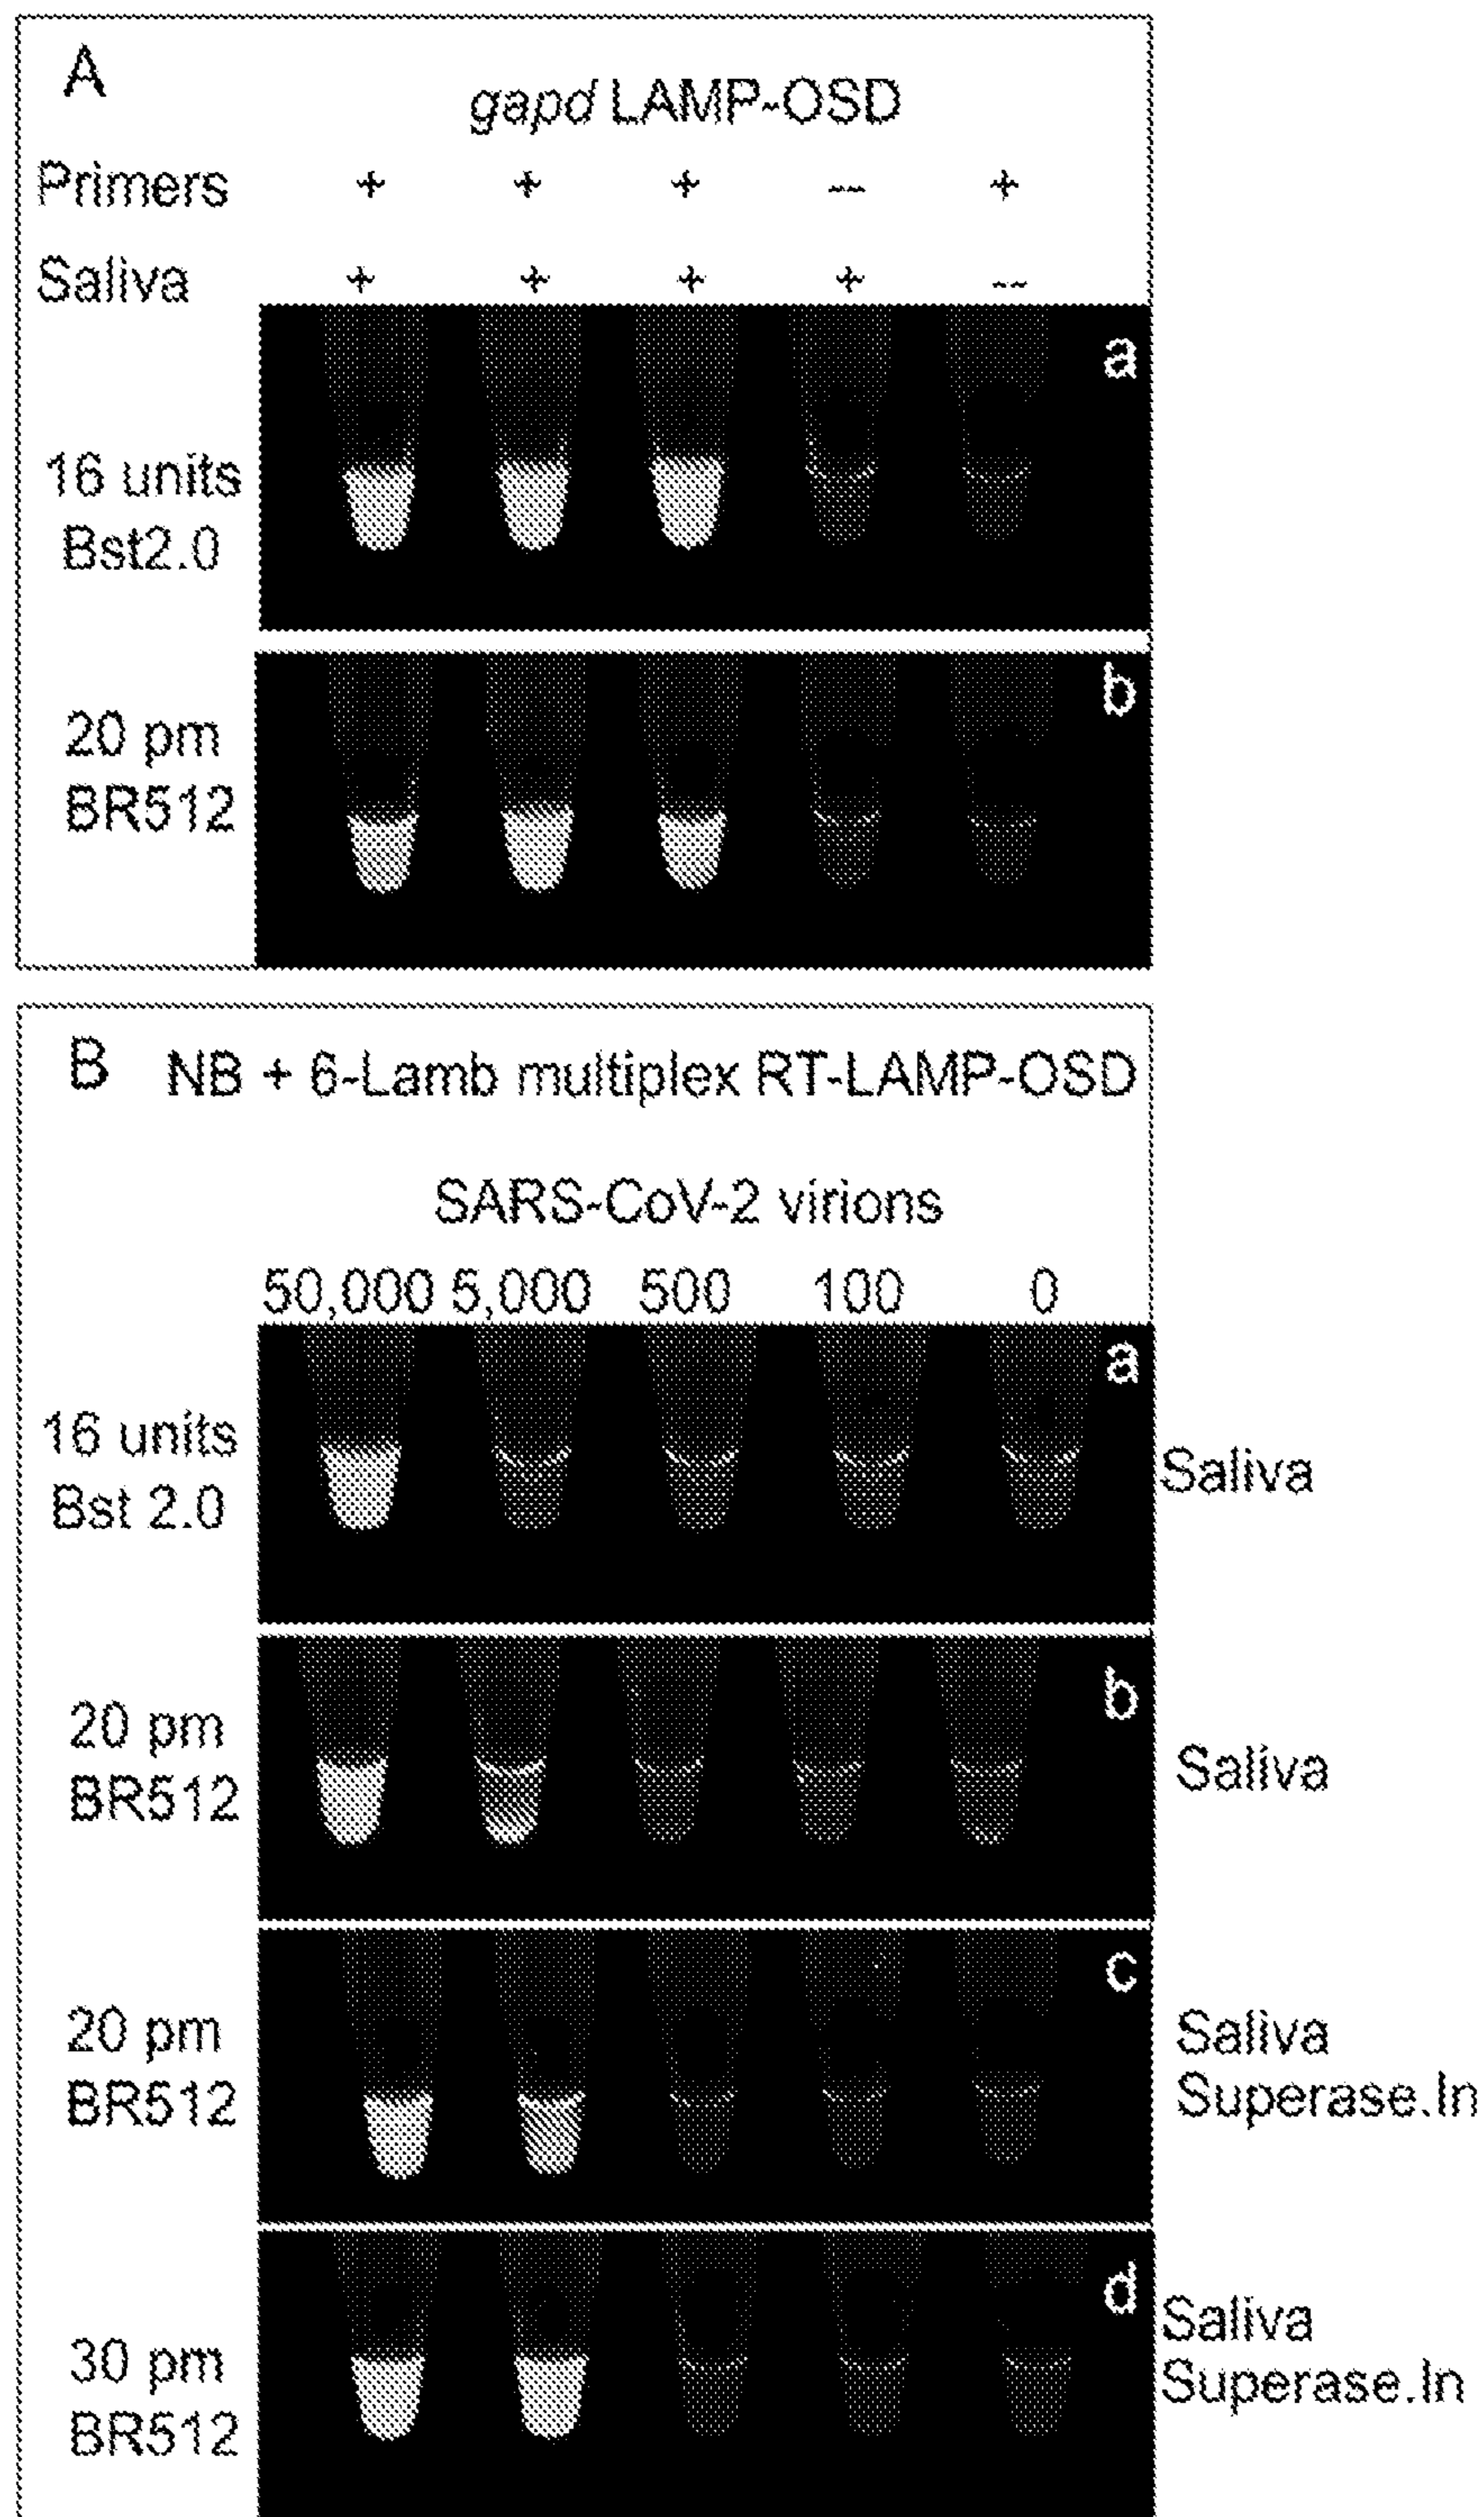 A
gapd LAMP-OSD
Primers + + + -- +
Saliva + + + + --
a
16 units
Bst2.0
b
20 pm
BR512
B NB + 6-Lamb multiplex RT-LAMP-OSD
SARS-CoV-2 virions
50,000 5,000 500 100 0
a
16 units
Bst 2.0
Saliva
b
20 pm
BR512
Saliva
c
20 pm
BR512
Saliva
Superase.In
d
30 pm
BR512
Saliva
Superase.In